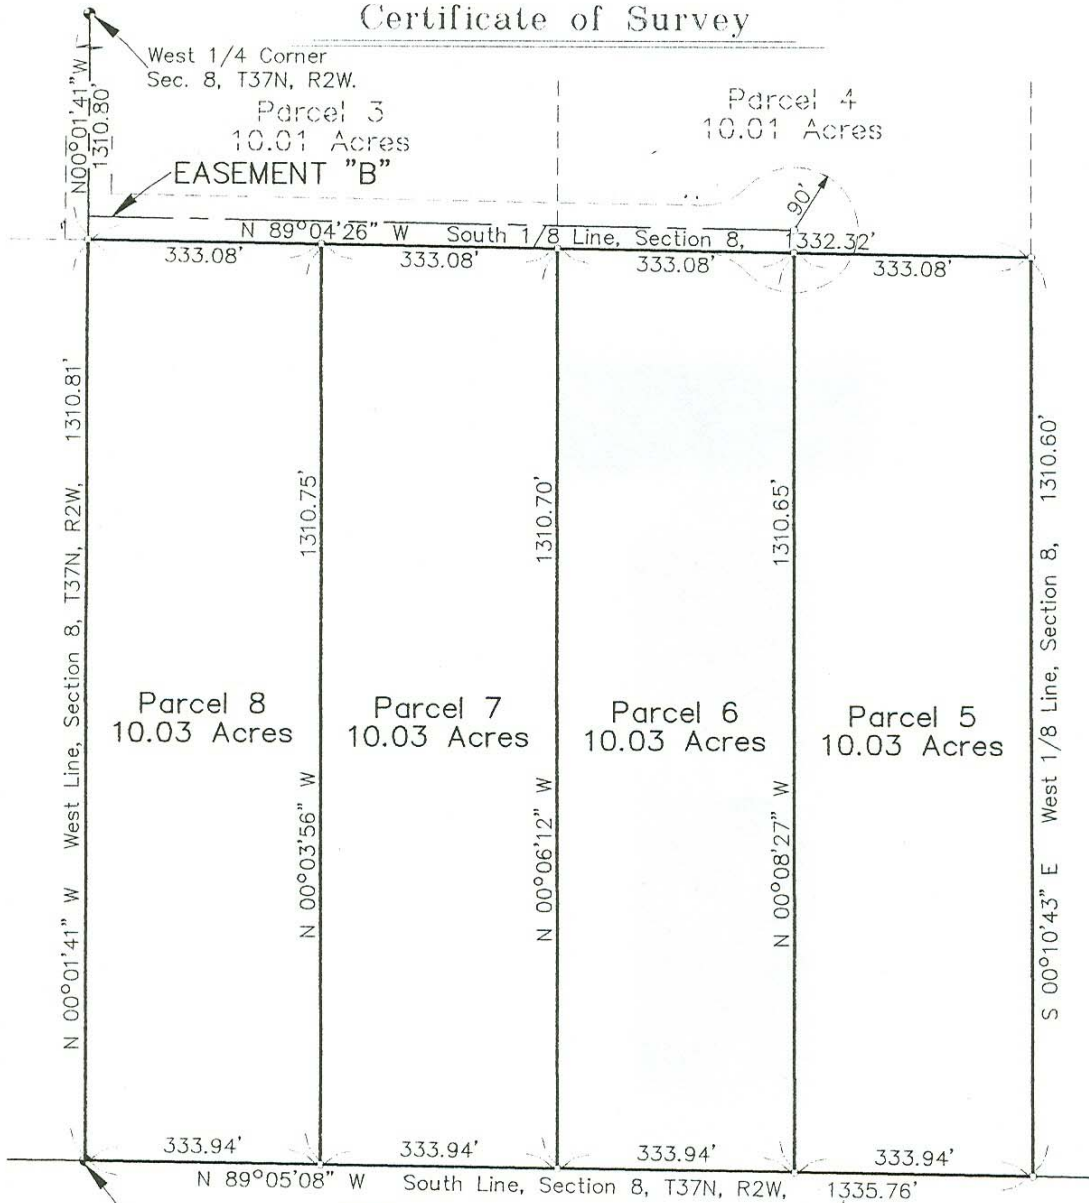 Certificate of Survey
West 1/4 Corner
Sec. 8, T37N, R2W.
N00°01'41"W
1310.80'
Parcel 3
10.01 Acres
Parcel 4
10.01 Acres
EASEMENT "B"
90'
N 89°04'26" W South 1/8 Line, Section 8, 1332.32'
333.08' 333.08' 333.08' 333.08'
N 00°01'41" W West Line, Section 8, T37N, R2W, 1310.81'
1310.75'
1310.70'
1310.65'
S 00°10'43" E West 1/8 Line, Section 8, 1310.60'
Parcel 8
10.03 Acres
Parcel 7
10.03 Acres
Parcel 6
10.03 Acres
Parcel 5
10.03 Acres
N 00°03'56" W
N 00°06'12" W
N 00°08'27" W
333.94' 333.94' 333.94' 333.94'
N 89°05'08" W South Line, Section 8, T37N, R2W, 1335.76'